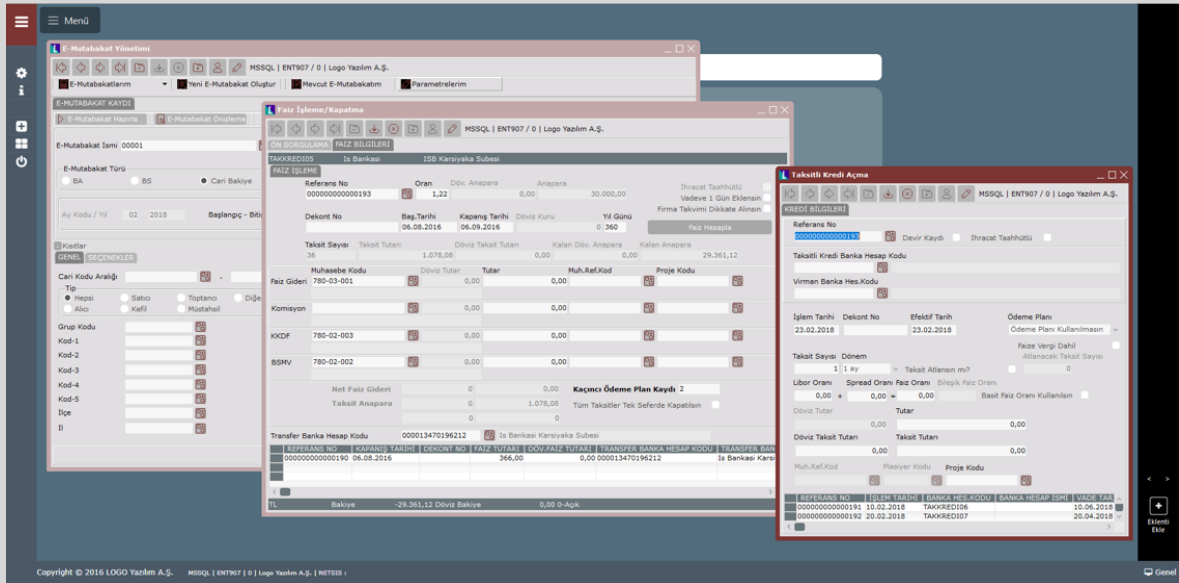 Menü
E-Mutabakat Yönetimi
MSSQL | ENT907 / 0 | Logo Yazılım A.Ş.
E-Mutabakatlarım Yeni E-Mutabakat Oluştur Mevcut E-Mutabakatım Parametrelerim
E-MUTABAKAT KAYDI
E-Mutabakat Hazırla E-Mutabakat Önizleme
E-Mutabakat İsmi 00001
E-Mutabakat Türü
BA BS Cari Bakiye
Ay Kodu / Yıl 02 2018 Başlangıç - Biti
Kısıtlar
GENEL SEÇENEKLER
Cari Kodu Aralığı -
Tip
Hepsi Satıcı Toptancı Diğe
Alıcı Kefil Müstahsil
Grup Kodu
Kod-1
Kod-2
Kod-3
Kod-4
Kod-5
İlçe
İl
Faiz İşleme/Kapatma
MSSQL | ENT907 / 0 | Logo Yazılım A.Ş.
ÖN SORGULAMA FAİZ BİLGİLERİ
TAKKREDI05 Is Bankasi ISB Karsiyaka Subesi
FAİZ İŞLEME
Referans No Oran Döv. Anapara Anapara İhracat Taahhütlü
000000000000193 1,22 0,00 30.000,00 Vadeve 1 Gün Eklensin
Firma Takvimi Dikkate Alınsın
Dekont No Baş.Tarihi Kapanış Tarihi Döviz Kuru Yıl Günü
06.08.2016 06.09.2016 0 360 Faiz Hesapla
Taksit Sayısı Taksit Tutarı Döviz Taksit Tutarı Kalan Döv. Anapara Kalan Anapara
36 1.078,08 0,00 0,00 29.361,12
Muhasebe Kodu Döviz Tutar Tutar Muh.Ref.Kod Proje Kodu
Faiz Gideri 780-03-001 0,00 0,00
Komisyon 0,00 0,00
KKDF 780-02-003 0,00 0,00
BSMV 780-02-002 0,00 0,00
Net Faiz Gideri 0 0,00 Kaçıncı Ödeme Plan Kaydı 2
Taksit Anapara 0 1.078,08 Tüm Taksitler Tek Seferde Kapatılsın
0 0
Transfer Banka Hesap Kodu 000013470196212 Is Bankasi Karsiyaka Subesi
REFERANS NO KAPANIŞ TARİHİ DEKONT NO FAİZ TUTARI DÖV.FAİZ TUTARI TRANSFER BANKA HESAP KODU TRANSFER BAN
000000000000190 06.08.2016 366,00 0,00 000013470196212 Is Bankasi Karsi
TL Bakiye -29.361,12 Döviz Bakiye 0,00 0-Açik
Taksitli Kredi Açma
MSSQL | ENT907 / 0 | Logo Yazılım A.Ş.
KREDİ BİLGİLERİ
Referans No
000000000000193 Devir Kaydı İhracat Taahhütlü
Taksitli Kredi Banka Hesap Kodu
Virman Banka Hes.Kodu
İşlem Tarihi Dekont No Efektif Tarih Ödeme Planı
23.02.2018 23.02.2018 Ödeme Planı Kullanılmasın
Faize Vergi Dahil
Taksit Sayısı Dönem Atlanacak Taksit Sayısı
1 1 ay Taksit Atlansın mı? 0
Libor Oranı Spread Oranı Faiz Oranı Bileşik Faiz Oranı
0,00 + 0,00 = 0,00 Basit Faiz Oranı Kullanılsın
Döviz Tutar Tutar
0,00 0,00
Döviz Taksit Tutarı Taksit Tutarı
0,00 0,00
Muh.Ref.Kod Plasiyer Kodu Proje Kodu
REFERANS NO İŞLEM TARİHİ BANKA HES.KODU BANKA HESAP İSMİ VADE TAR
000000000000191 10.02.2018 TAKKREDI06 10.06.2018
000000000000192 20.02.2018 TAKKREDI07 20.04.2018
Eklenti
Ekle
Copyright © 2016 LOGO Yazılım A.Ş. MSSQL | ENT907 | 0 | Logo Yazılım A.Ş. | NETSIS :
Genel